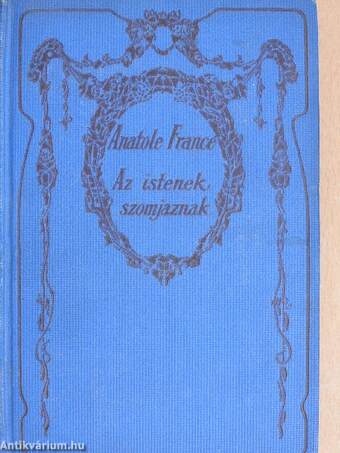 Anatole France
Az istenek
szomjaznak
Antikvárium.hu